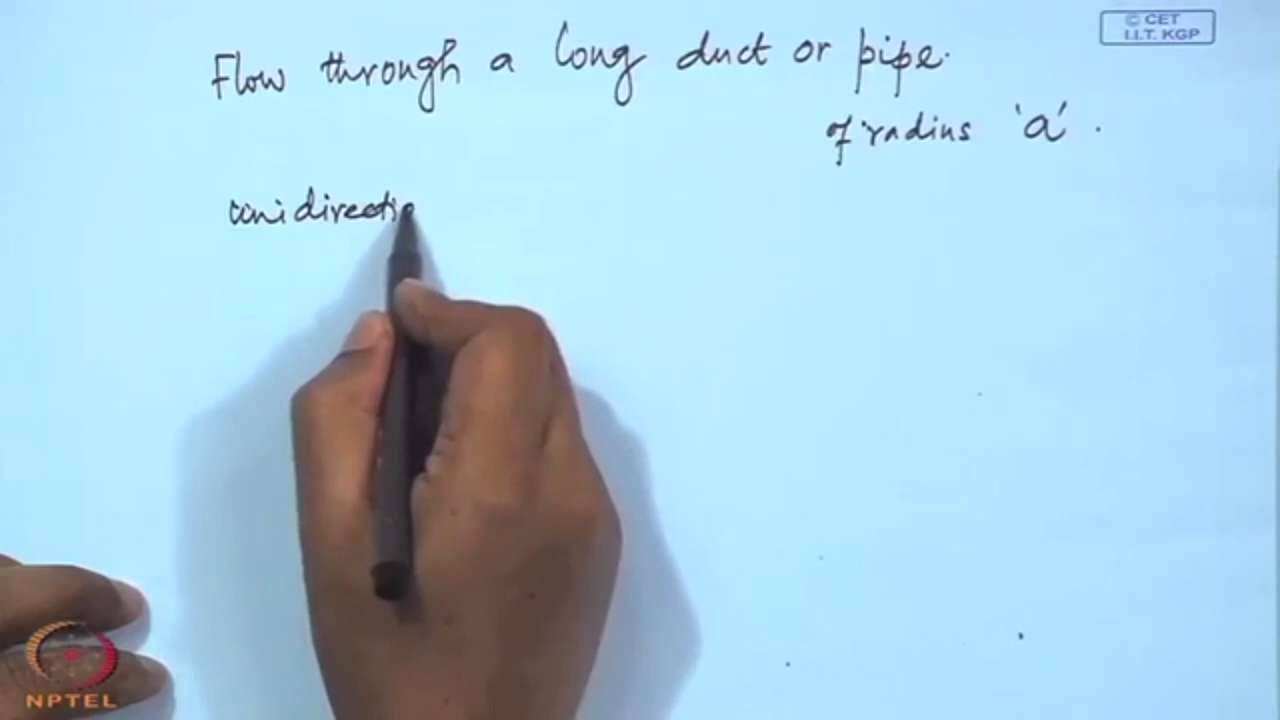 © CET
I.I.T. KGP
Flow through a long duct or pipe.
of radius 'a'.
unidirectio
NPTEL